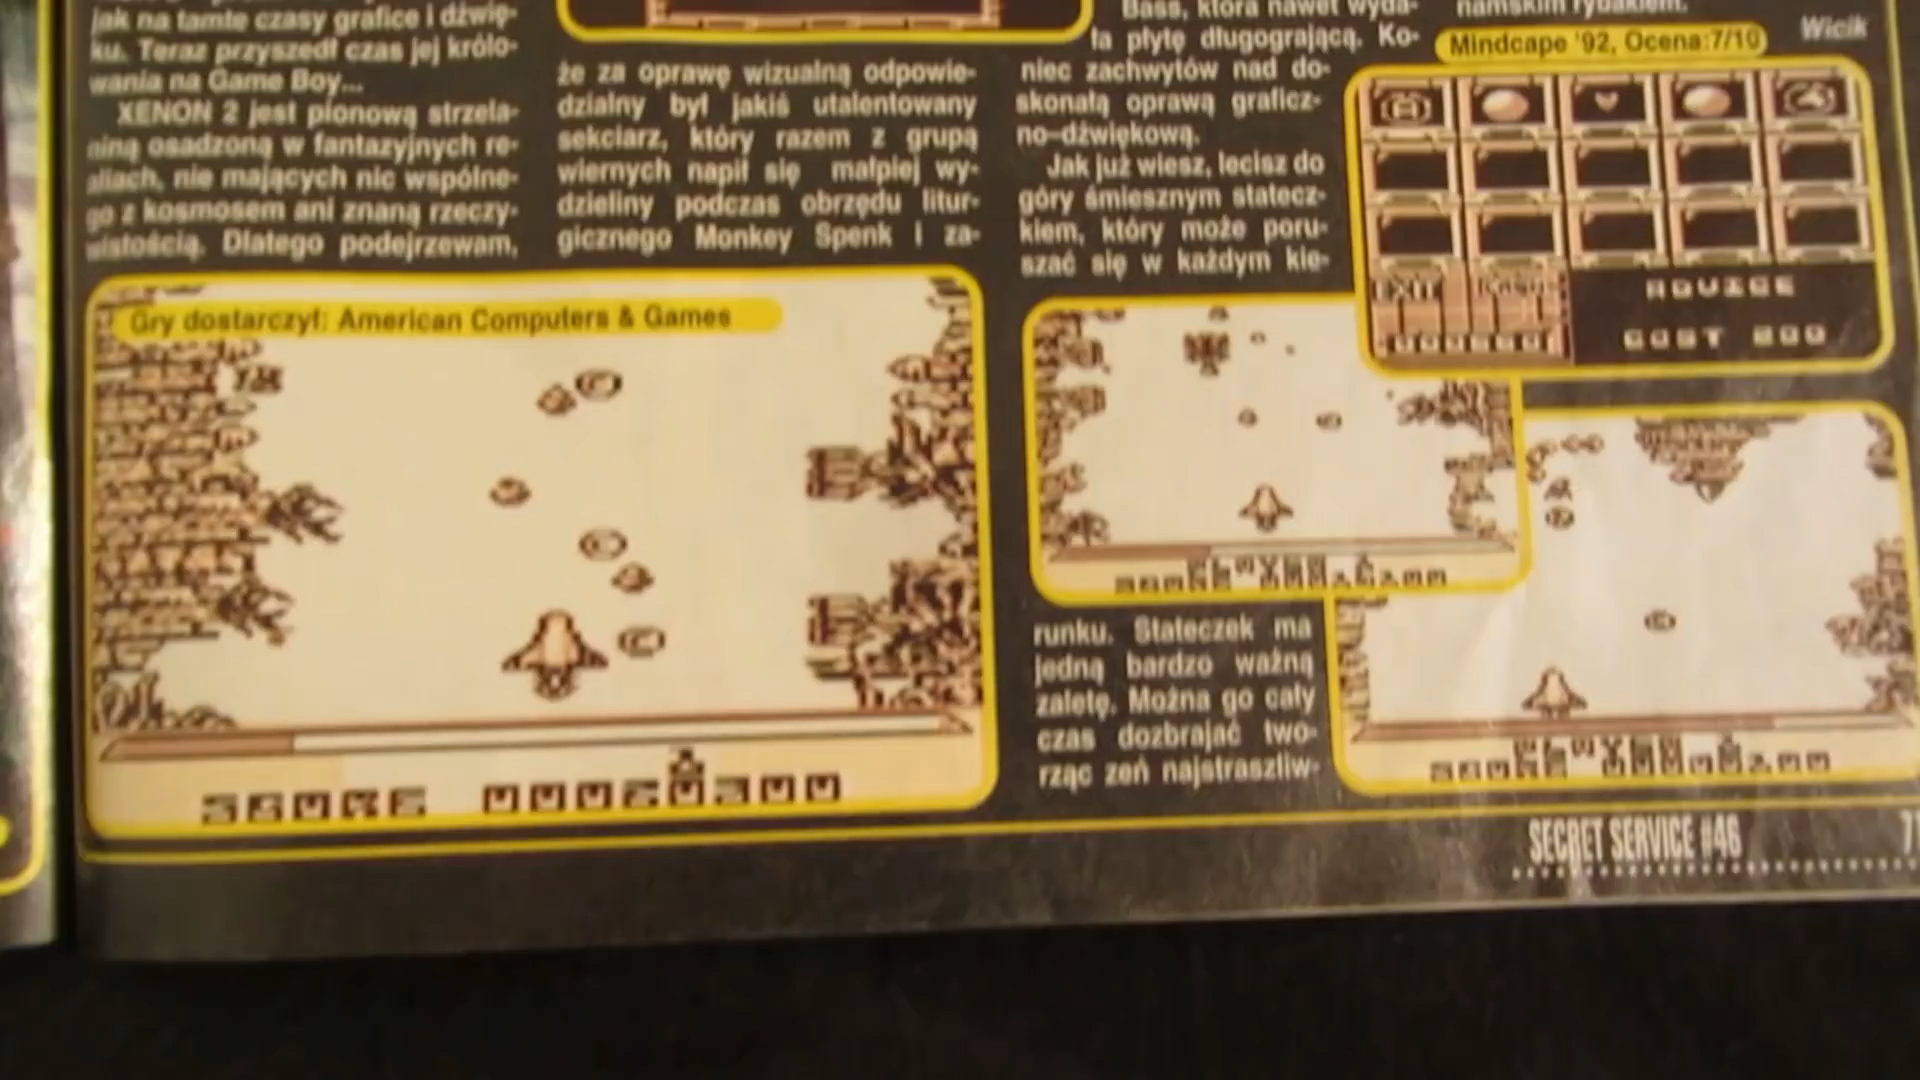 jak na tamte czasy grafice i dźwię-
ku. Teraz przyszedł czas jej królo-
wania na Game Boy...
XENON 2 jest pionową strzela-
niną osadzoną w fantazyjnych re-
aliach, nie mających nic wspólne-
go z kosmosem ani znaną rzeczy-
wistością. Dlatego podejrzewam,
że za oprawę wizualną odpowie-
dzialny był jakiś utalentowany
sekciarz, który razem z grupą
wiernych napił się małpiej wy-
dzieliny podczas obrzędu litur-
gicznego Monkey Spenk i za-
Bass, która nawet wyda-
ła płytę długogrającą. Ko-
niec zachwytów nad do-
skonałą oprawą graficz-
no-dźwiękową.
Jak już wiesz, lecisz do
góry śmiesznym statecz-
kiem, który może poru-
szać się w każdym kie-
runku. Stateczek ma
jedną bardzo ważną
zaletę. Można go cały
czas dozbrajać two-
rząc zeń najstraszliw-
namskim rybakiem.
Wicik
Mindcape '92, Ocena:7/10
EXIT
ADVICE
COST 200
Gry dostarczył: American Computers & Games
SCORE
SECRET SERVICE #46